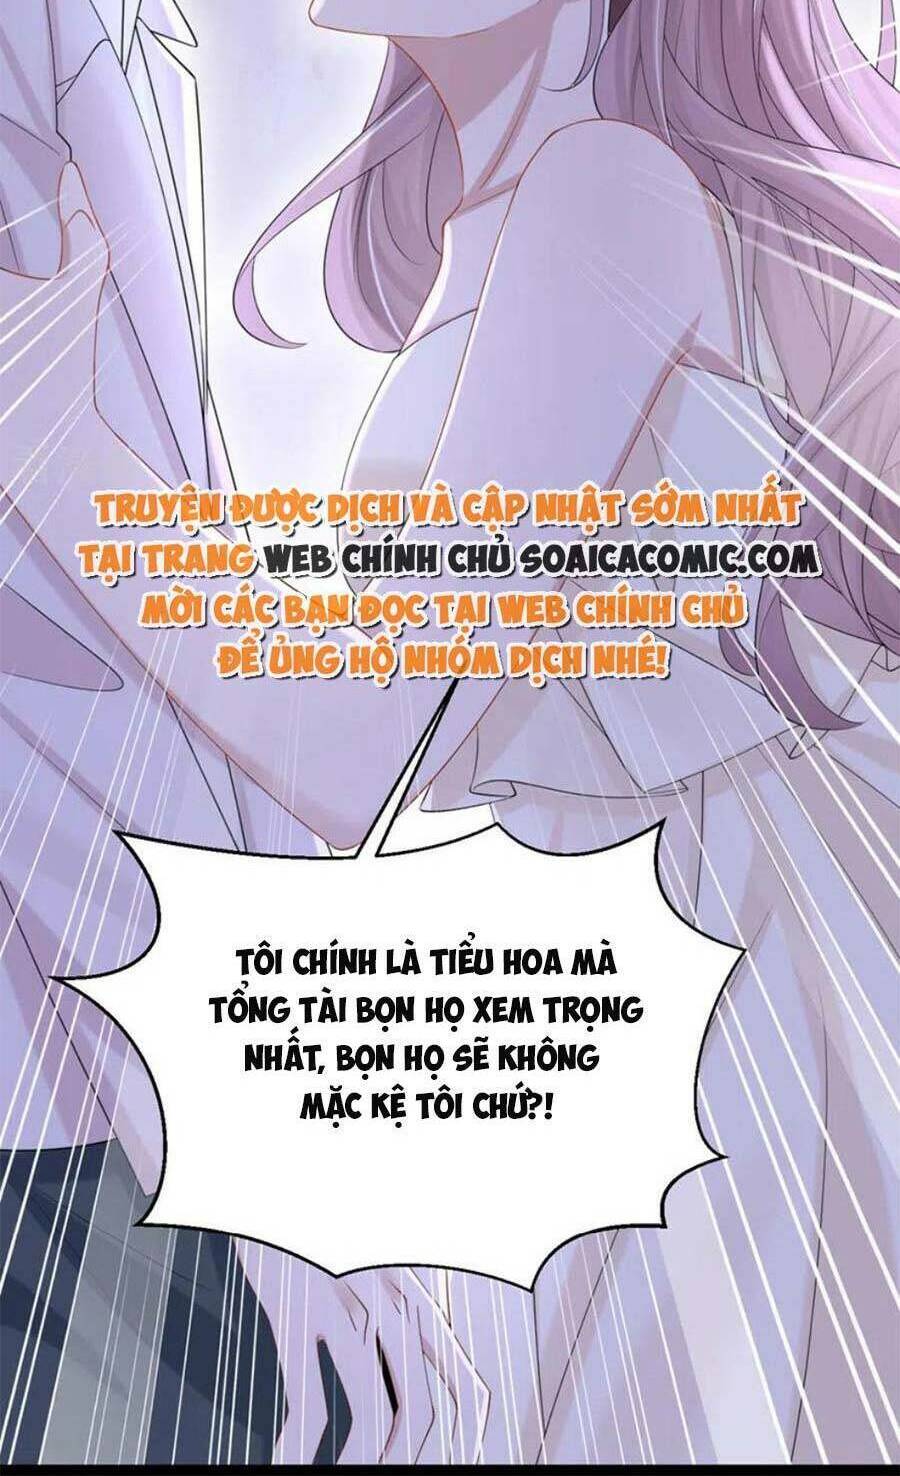 TRUYỆN ĐƯỢC DỊCH VÀ CẬP NHẬT SỚM NHẤT
TẠI TRANG WEB CHÍNH CHỦ SOAICACOMIC.COM
MỜI CÁC BẠN ĐỌC TẠI WEB CHÍNH CHỦ
ĐỂ ỦNG HỘ NHÓM DỊCH NHÉ!
TÔI CHÍNH LÀ TIỂU HOA MÀ
TỔNG TÀI BỌN HỌ XEM TRỌNG
NHẤT, BỌN HỌ SẼ KHÔNG
MẶC KỆ TÔI CHỨ?!